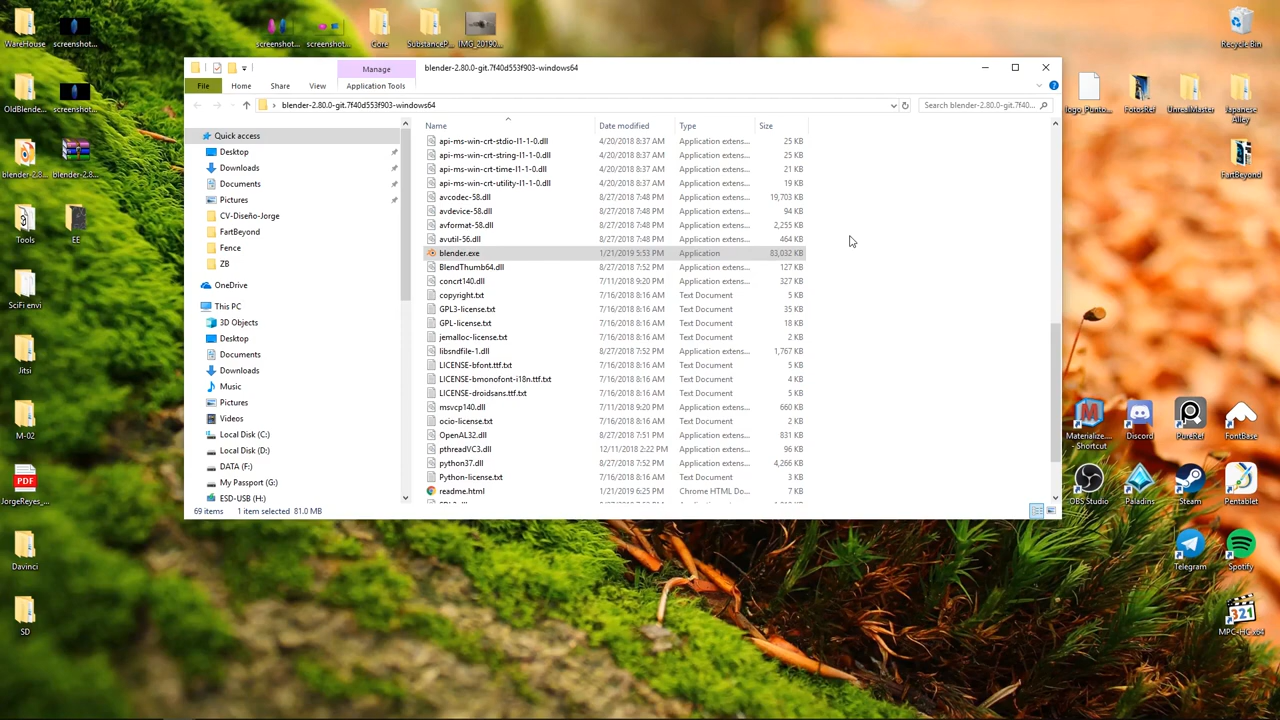 WareHouse
screenshot...
screenshot...
screenshot...
Core
SubstanceP...
IMG_20190...
Recycle Bin
OldBlende...
screenshot...
logo_Punto...
FotosRef
UnrealMaster
Japanese Alley
blender-2.8...
blender-2.8...
FartBeyond
Tools
EE
SciFi envi
Jitsi
M-02
Materialize.... - Shortcut
Discord
PureRef
FontBase
JorgeReyes_...
PDF
OBS Studio
Paladins
Steam
Pentablet
Davinci
Telegram
Spotify
SD
321
MPC-HC x64
Manage
blender-2.80.0-git.7f40d553f903-windows64
File
Home
Share
View
Application Tools
blender-2.80.0-git.7f40d553f903-windows64
Search blender-2.80.0-git.7f40...
Quick access
Desktop
Downloads
Documents
Pictures
CV-Diseño-Jorge
FartBeyond
Fence
ZB
OneDrive
This PC
3D Objects
Desktop
Documents
Downloads
Music
Pictures
Videos
Local Disk (C:)
Local Disk (D:)
DATA (F:)
My Passport (G:)
ESD-USB (H:)
Name Date modified Type Size
api-ms-win-crt-stdio-l1-1-0.dll 4/20/2018 8:37 AM Application extens... 25 KB
api-ms-win-crt-string-l1-1-0.dll 4/20/2018 8:37 AM Application extens... 25 KB
api-ms-win-crt-time-l1-1-0.dll 4/20/2018 8:37 AM Application extens... 21 KB
api-ms-win-crt-utility-l1-1-0.dll 4/20/2018 8:37 AM Application extens... 19 KB
avcodec-58.dll 8/27/2018 7:48 PM Application extens... 19,703 KB
avdevice-58.dll 8/27/2018 7:48 PM Application extens... 94 KB
avformat-58.dll 8/27/2018 7:48 PM Application extens... 2,255 KB
avutil-56.dll 8/27/2018 7:48 PM Application extens... 464 KB
blender.exe 1/21/2019 5:53 PM Application 83,032 KB
BlendThumb64.dll 8/27/2018 7:52 PM Application extens... 127 KB
concrt140.dll 7/11/2018 9:20 PM Application extens... 327 KB
copyright.txt 7/16/2018 8:16 AM Text Document 5 KB
GPL3-license.txt 7/16/2018 8:16 AM Text Document 35 KB
GPL-license.txt 7/16/2018 8:16 AM Text Document 18 KB
jemalloc-license.txt 7/16/2018 8:16 AM Text Document 2 KB
libsndfile-1.dll 8/27/2018 7:52 PM Application extens... 1,767 KB
LICENSE-bfont.ttf.txt 7/16/2018 8:16 AM Text Document 5 KB
LICENSE-bmonofont-i18n.ttf.txt 7/16/2018 8:16 AM Text Document 4 KB
LICENSE-droidsans.ttf.txt 7/16/2018 8:16 AM Text Document 7 KB
msvcp140.dll 7/11/2018 9:20 PM Application extens... 660 KB
ocio-license.txt 7/16/2018 8:16 AM Text Document 2 KB
OpenAL32.dll 8/27/2018 7:51 PM Application extens... 831 KB
pthreadVC3.dll 12/11/2018 2:22 PM Application extens... 96 KB
python37.dll 8/27/2018 7:52 PM Application extens... 4,266 KB
Python-license.txt 7/16/2018 8:16 AM Text Document 3 KB
readme.html 1/21/2019 6:25 PM Chrome HTML Do... 7 KB
69 items 1 item selected 81.0 MB